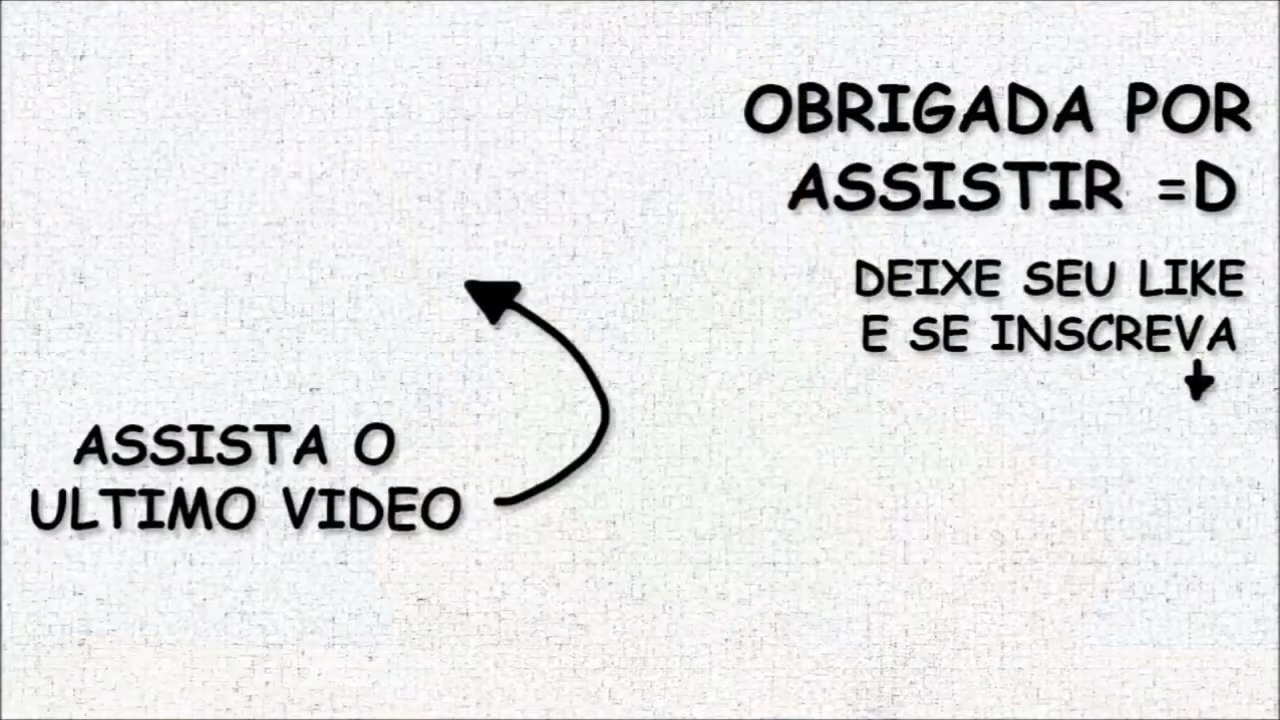 OBRIGADA POR
ASSISTIR =D
DEIXE SEU LIKE
E SE INSCREVA
ASSISTA O
ULTIMO VIDEO